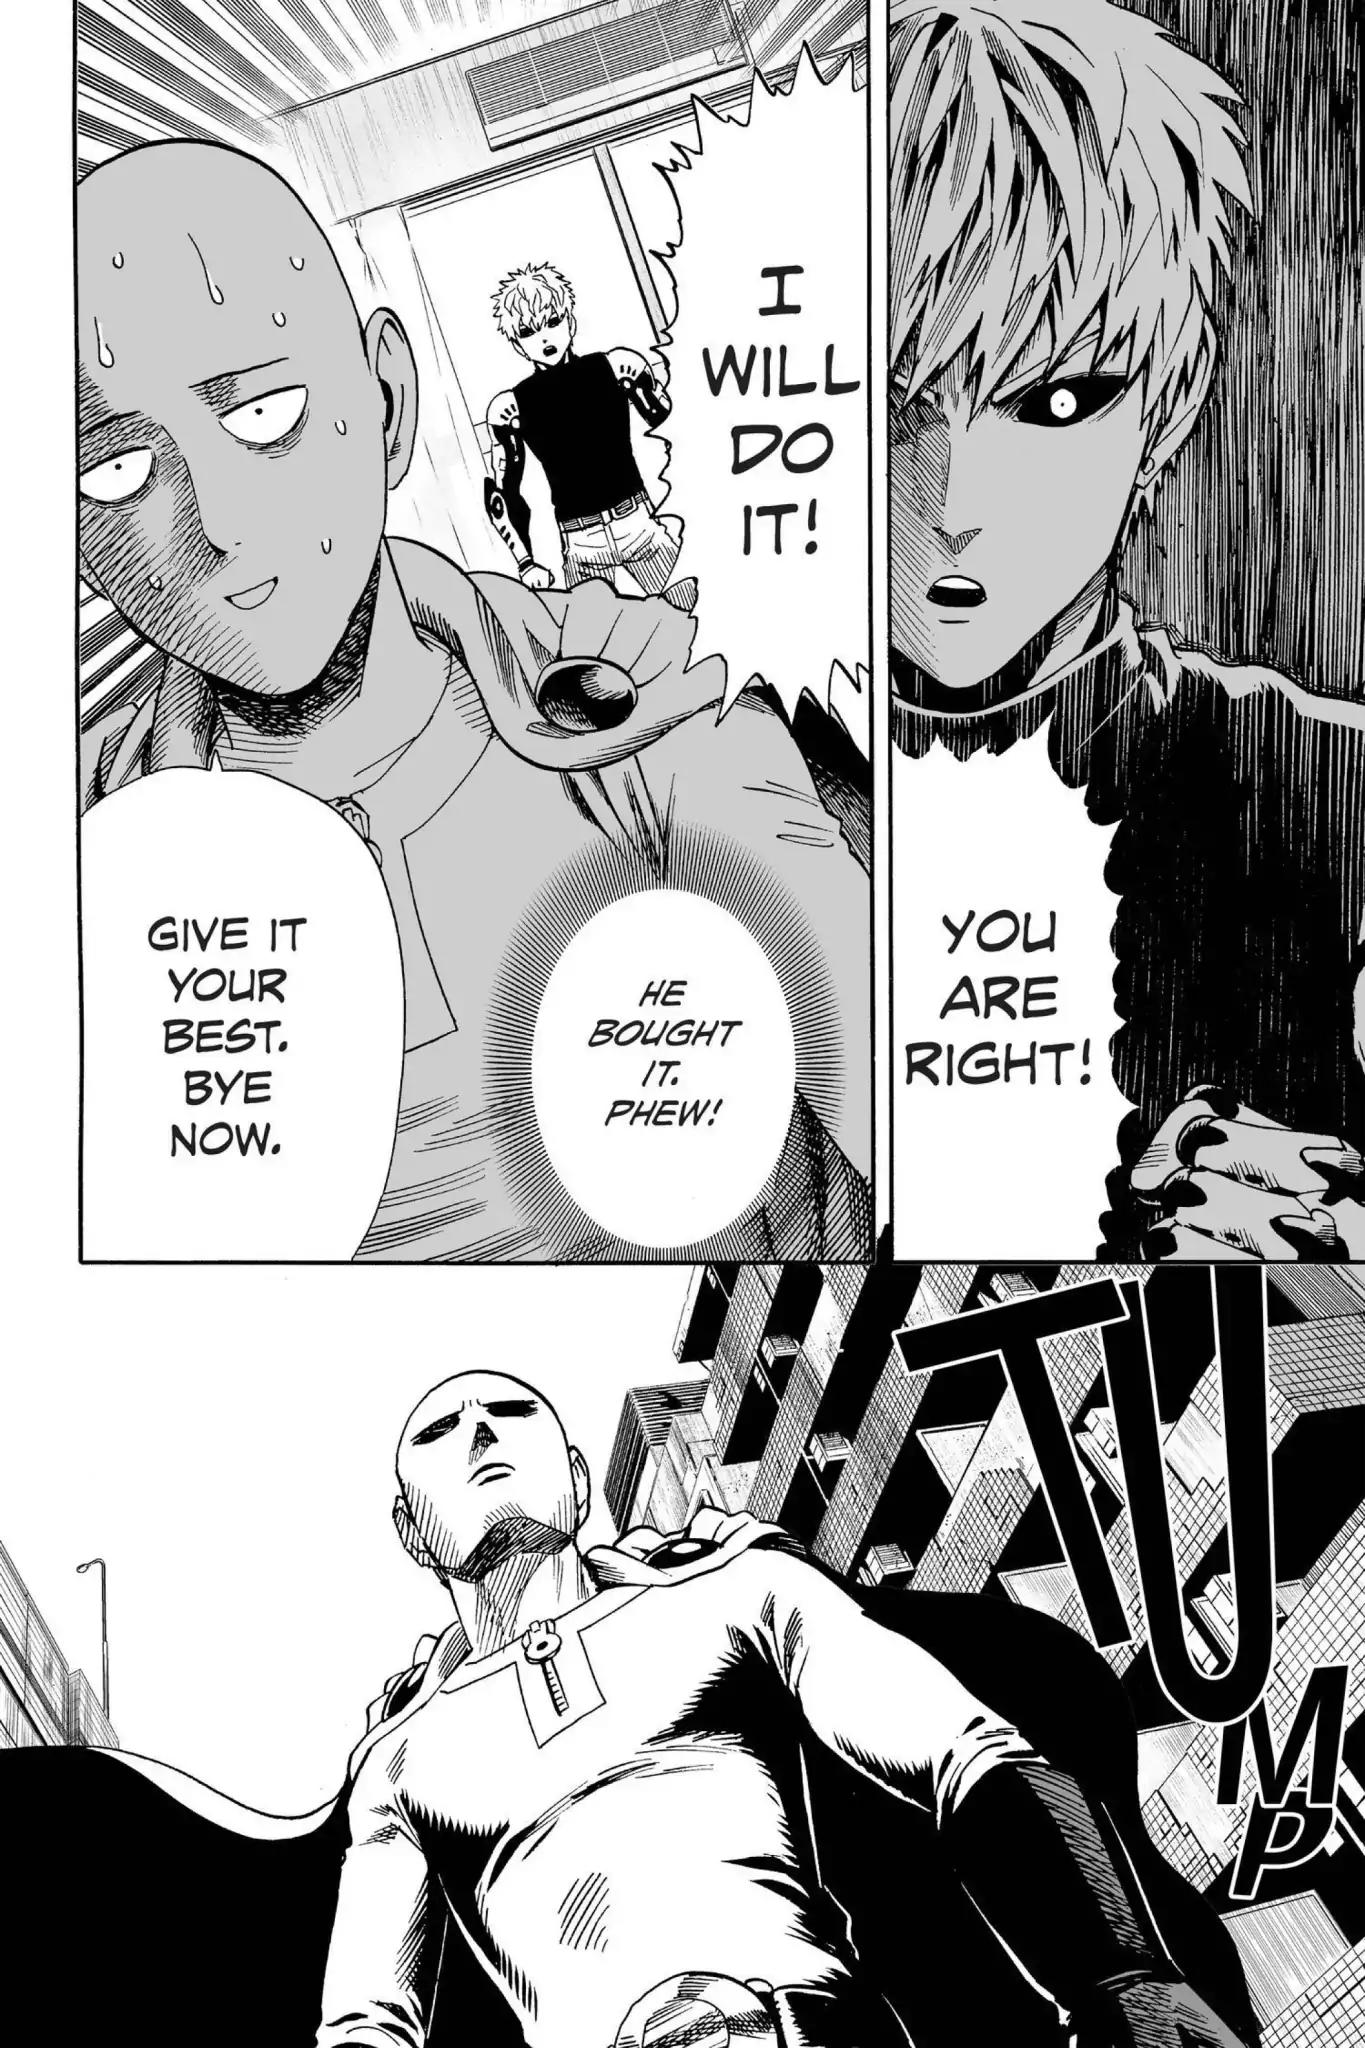 YOU
ARE
RIGHT!
I
WILL
DO
IT!
HE
BOUGHT
IT.
PHEW!
GIVE IT
YOUR
BEST.
BYE
NOW.
TUMP